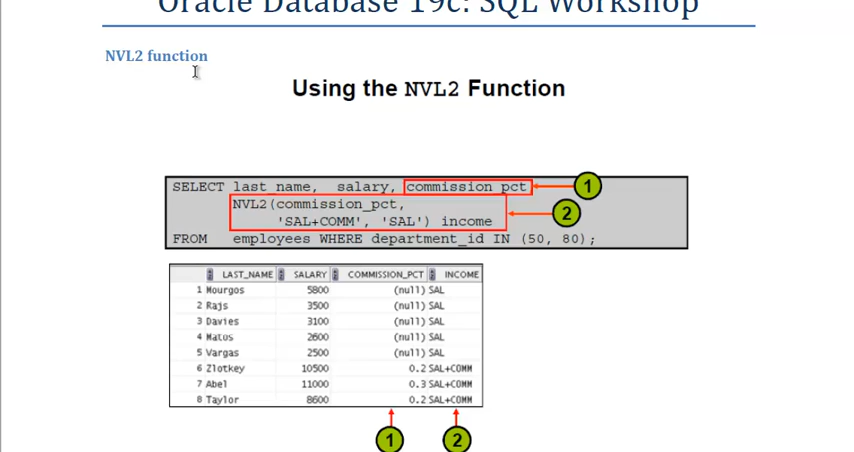 Oracle Database 19c: SQL Workshop
NVL2 function
Using the NVL2 Function
SELECT last_name, salary, commission_pct 1
NVL2(commission_pct, 2
'SAL+COMM', 'SAL') income
FROM employees WHERE department_id IN (50, 80);
LAST_NAME SALARY COMMISSION_PCT INCOME
1 Mourgos 5800 (null) SAL
2 Rajs 3500 (null) SAL
3 Davies 3100 (null) SAL
4 Matos 2600 (null) SAL
5 Vargas 2500 (null) SAL
6 Zlotkey 10500 0.2 SAL+COMM
7 Abel 11000 0.3 SAL+COMM
8 Taylor 8600 0.2 SAL+COMM
1 2